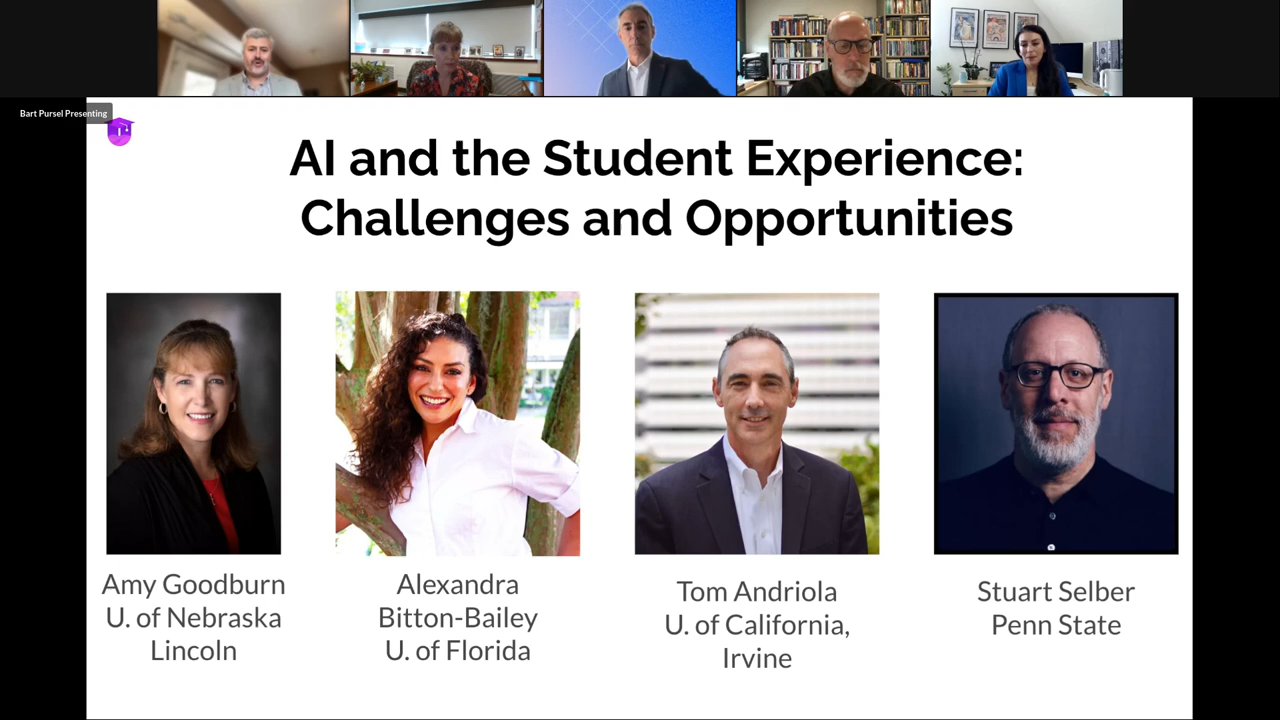 Bart Pursel Presenting
AI and the Student Experience:
Challenges and Opportunities
Amy Goodburn
U. of Nebraska
Lincoln
Alexandra
Bitton-Bailey
U. of Florida
Tom Andriola
U. of California,
Irvine
Stuart Selber
Penn State